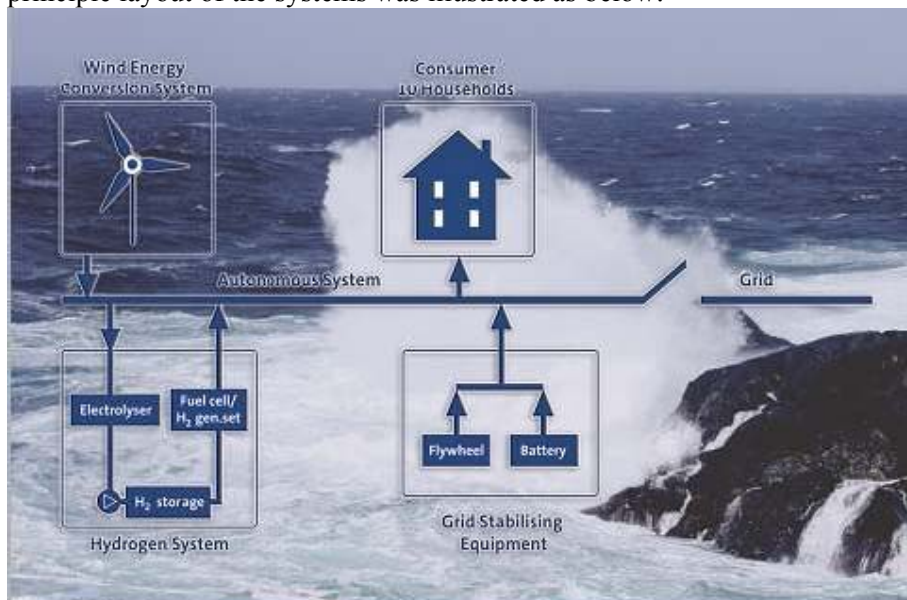 principle layout of the systems was illustrated as below.
Wind Energy
Conversion System
Consumer
10 Households
Autonomous System
Grid
Electrolyser
Fuel cell/
H₂ gen.set
H₂ storage
Hydrogen System
Flywheel
Battery
Grid Stabilising
Equipment